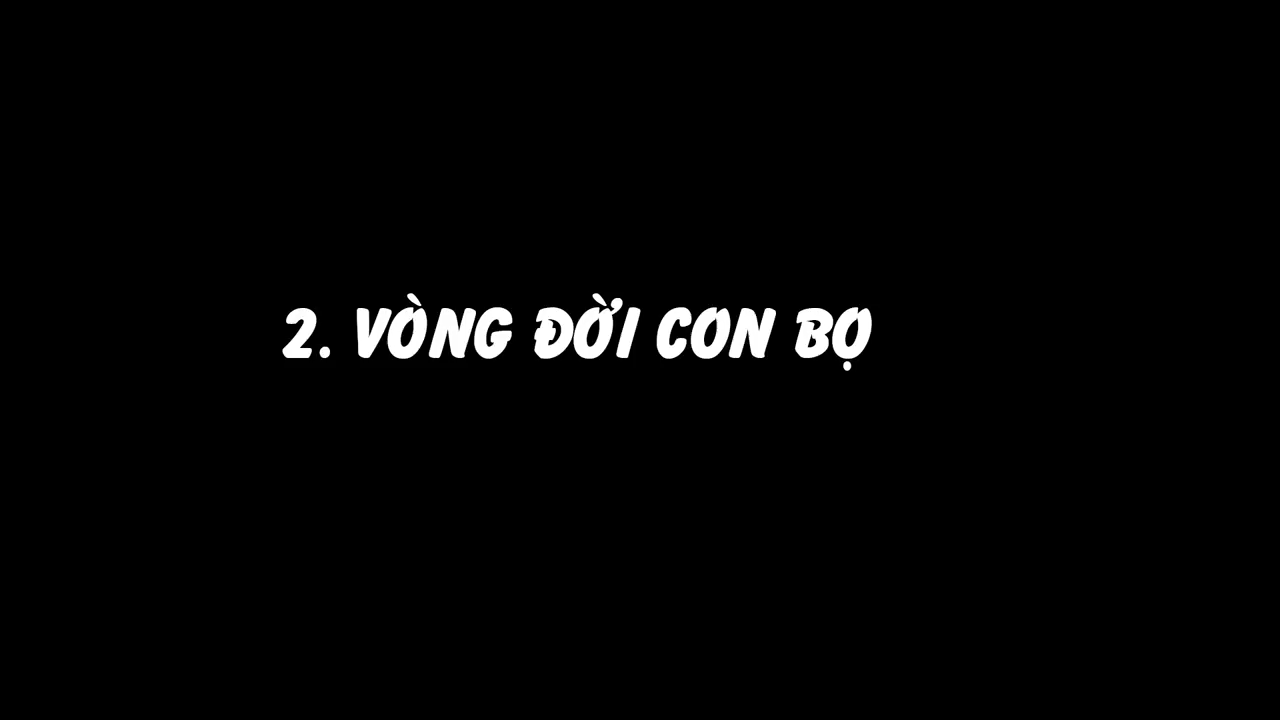 2. VÒNG ĐỜI CON BỌ